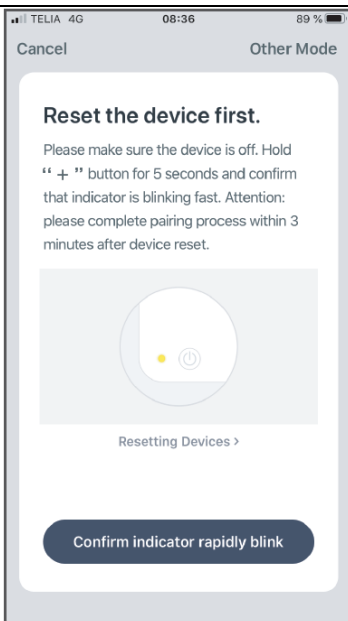 TELIA 4G 08:36 89 %
Cancel Other Mode
Reset the device first.
Please make sure the device is off. Hold
“ + ” button for 5 seconds and confirm
that indicator is blinking fast. Attention:
please complete pairing process within 3
minutes after device reset.
Resetting Devices >
Confirm indicator rapidly blink